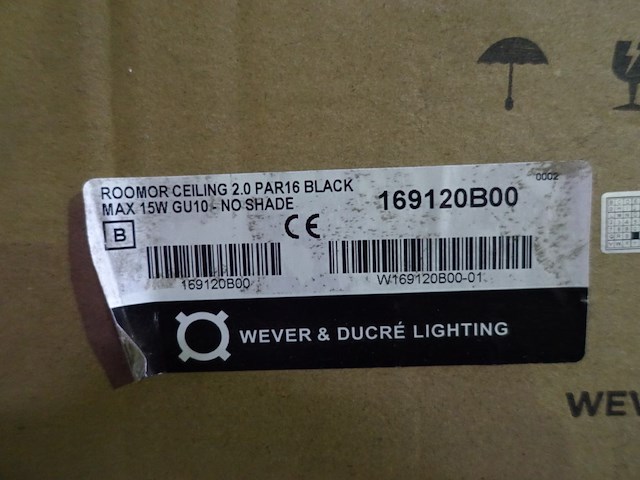 ROOMOR CEILING 2.0 PAR16 BLACK
MAX 15W GU10 - NO SHADE
169120B00
0002
B
CE
169120B00
W169120B00-01
WEVER & DUCRÉ LIGHTING
WEV